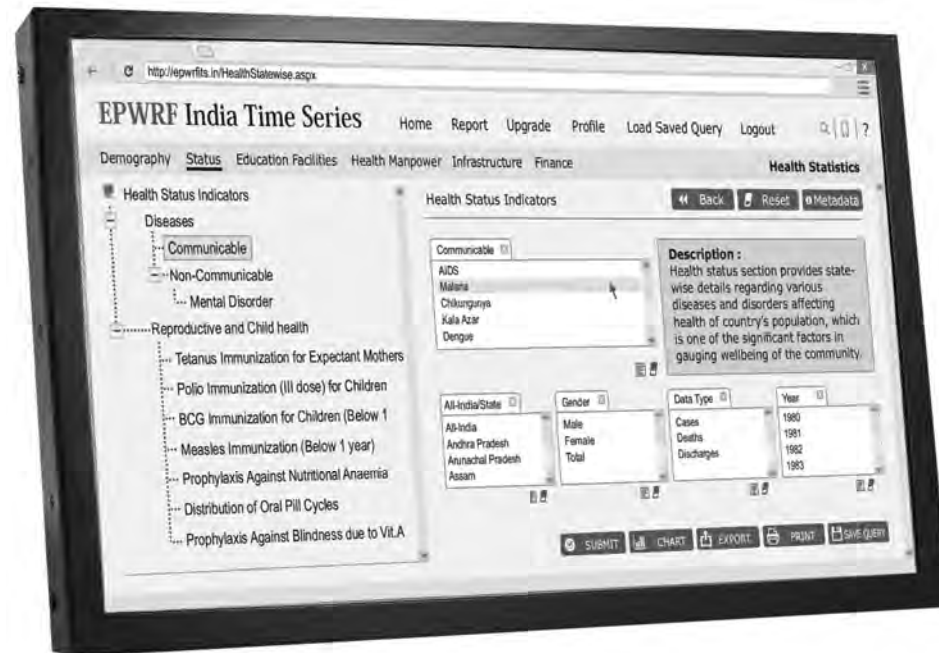 http://epwrfits.in/HealthStatewise.aspx
EPWRF India Time Series
Home Report Upgrade Profile Load Saved Query Logout ?
Demography Status Education Facilities Health Manpower Infrastructure Finance
Health Statistics
Health Status Indicators
Diseases
Communicable
Non-Communicable
Mental Disorder
Reproductive and Child health
Tetanus Immunization for Expectant Mothers
Polio Immunization (III dose) for Children
BCG Immunization for Children (Below 1
Measles Immunization (Below 1 year)
Prophylaxis Against Nutritional Anaemia
Distribution of Oral Pill Cycles
Prophylaxis Against Blindness due to Vit.A
Health Status Indicators
Back Reset Metadata
Communicable
AIDS
Malaria
Chikungunya
Kala Azar
Dengue
Description :
Health status section provides state-
wise details regarding various
diseases and disorders affecting
health of country's population, which
is one of the significant factors in
gauging wellbeing of the community.
All-India/State
All-India
Andhra Pradesh
Arunachal Pradesh
Assam
Gender
Male
Female
Total
Data Type
Cases
Deaths
Discharges
Year
1980
1981
1982
1983
SUBMIT CHART EXPORT PRINT SAVE QUERY